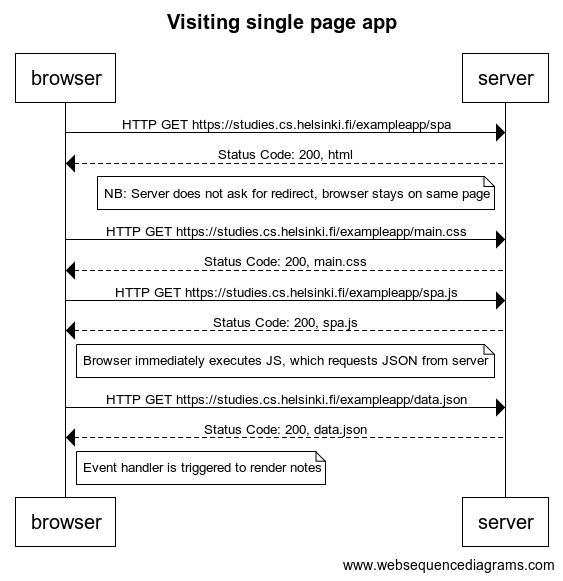 Visiting single page app
browser server
HTTP GET https://studies.cs.helsinki.fi/exampleapp/spa
Status Code: 200, html
NB: Server does not ask for redirect, browser stays on same page
HTTP GET https://studies.cs.helsinki.fi/exampleapp/main.css
Status Code: 200, main.css
HTTP GET https://studies.cs.helsinki.fi/exampleapp/spa.js
Status Code: 200, spa.js
Browser immediately executes JS, which requests JSON from server
HTTP GET https://studies.cs.helsinki.fi/exampleapp/data.json
Status Code: 200, data.json
Event handler is triggered to render notes
browser server
www.websequencediagrams.com